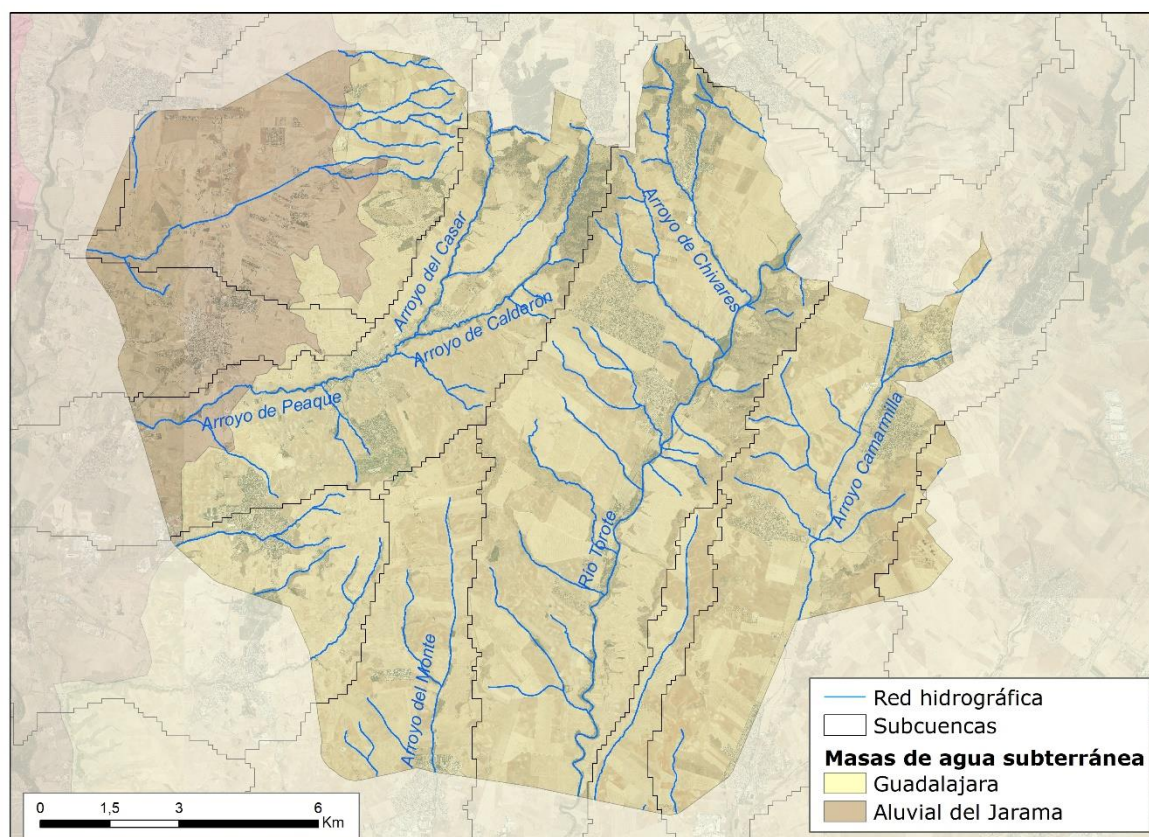 Arroyo del Casar
Arroyo de Chivares
Arroyo de Calderón
Arroyo de Peaque
Arroyo Camarmilla
Río Torote
Arroyo del Monte
Red hidrográfica
Subcuencas
Masas de agua subterránea
Guadalajara
Aluvial del Jarama
0 1,5 3 6
Km